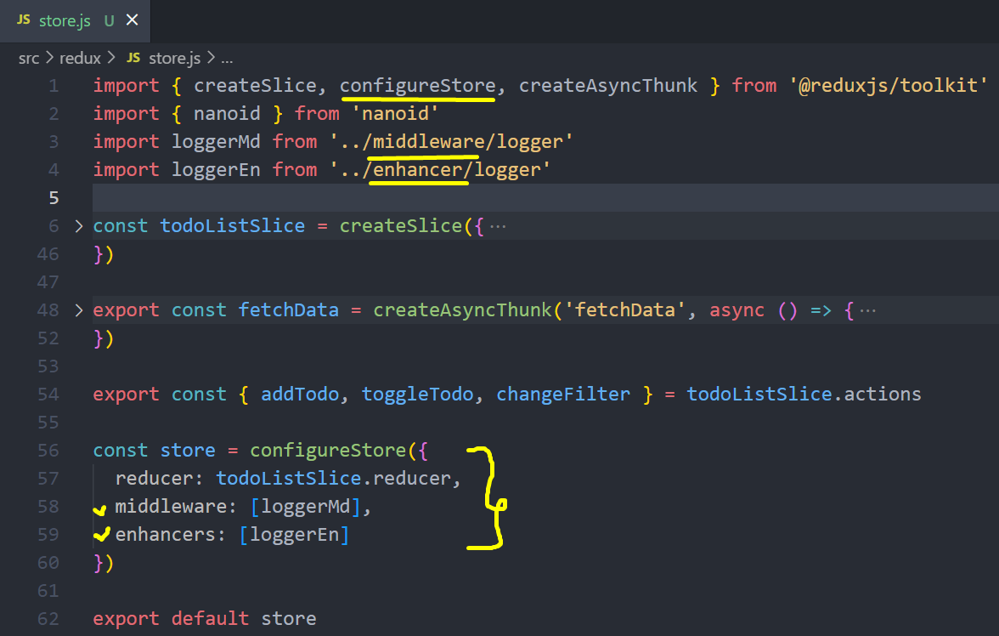 JS store.js U ×
src > redux > JS store.js > ...
1 import { createSlice, configureStore, createAsyncThunk } from '@reduxjs/toolkit'
2 import { nanoid } from 'nanoid'
3 import loggerMd from '../middleware/logger'
4 import loggerEn from '../enhancer/logger'
5
6 > const todoListSlice = createSlice({ ···
46 })
47
48 > export const fetchData = createAsyncThunk('fetchData', async () => { ···
52 })
53
54 export const { addTodo, toggleTodo, changeFilter } = todoListSlice.actions
55
56 const store = configureStore({
57 reducer: todoListSlice.reducer,
58 middleware: [loggerMd],
59 enhancers: [loggerEn]
60 })
61
62 export default store